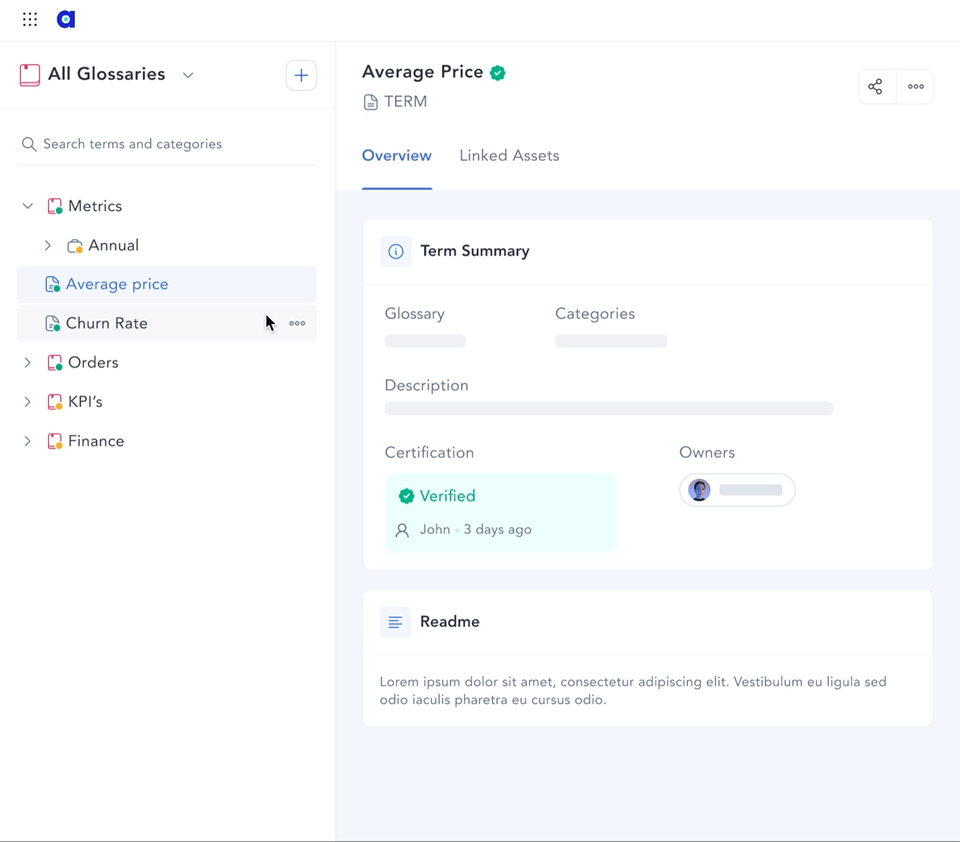 All Glossaries
Search terms and categories
Metrics
Annual
Average price
Churn Rate
Orders
KPI's
Finance
Average Price
TERM
Overview Linked Assets
Term Summary
Glossary Categories
Description
Certification Owners
Verified
John • 3 days ago
Readme
Lorem ipsum dolor sit amet, consectetur adipiscing elit. Vestibulum eu ligula sed
odio iaculis pharetra eu cursus odio.